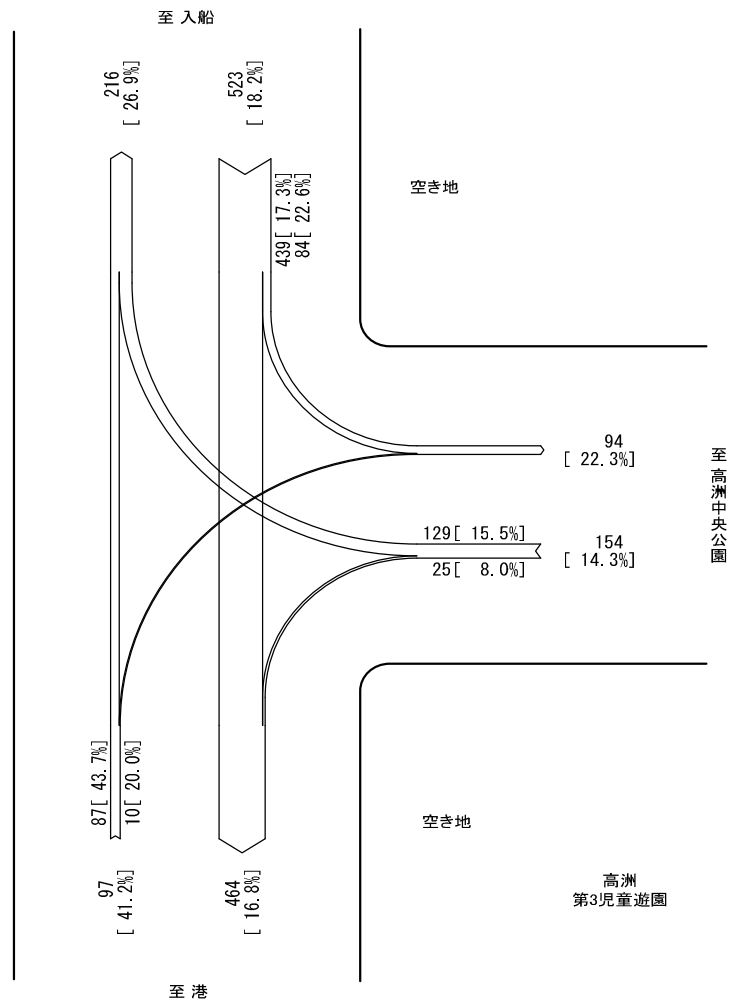 至 入船
216
[ 26.9%]
523
[ 18.2%]
439[ 17.3%]
84[ 22.6%]
空き地
94
[ 22.3%]
至 高洲中央公園
129[ 15.5%]
25[  8.0%]
154
[ 14.3%]
87[ 43.7%]
10[ 20.0%]
97
[ 41.2%]
464
[ 16.8%]
空き地
高洲
第3児童遊園
至 港